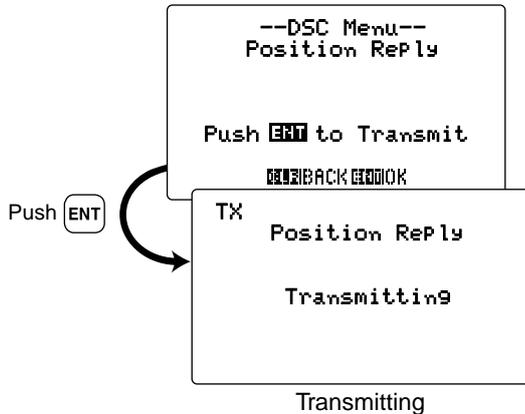 --DSC Menu--
Position Reply
Push ENT to Transmit
CLR BACK ENT OK
Push ENT
TX
Position Reply
Transmitting
Transmitting